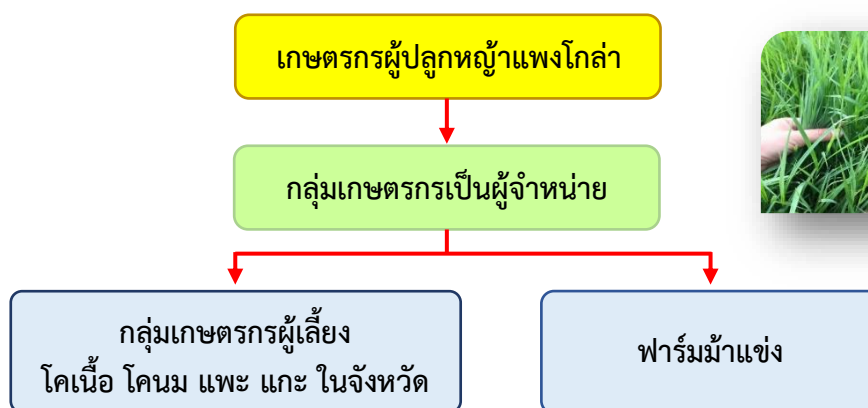 เกษตรกรผู้ปลูกหญ้าแพงโกล่า
กลุ่มเกษตรกรเป็นผู้จำหน่าย
กลุ่มเกษตรกรผู้เลี้ยง
โคเนื้อ โคนม แพะ แกะ ในจังหวัด
ฟาร์มม้าแข่ง